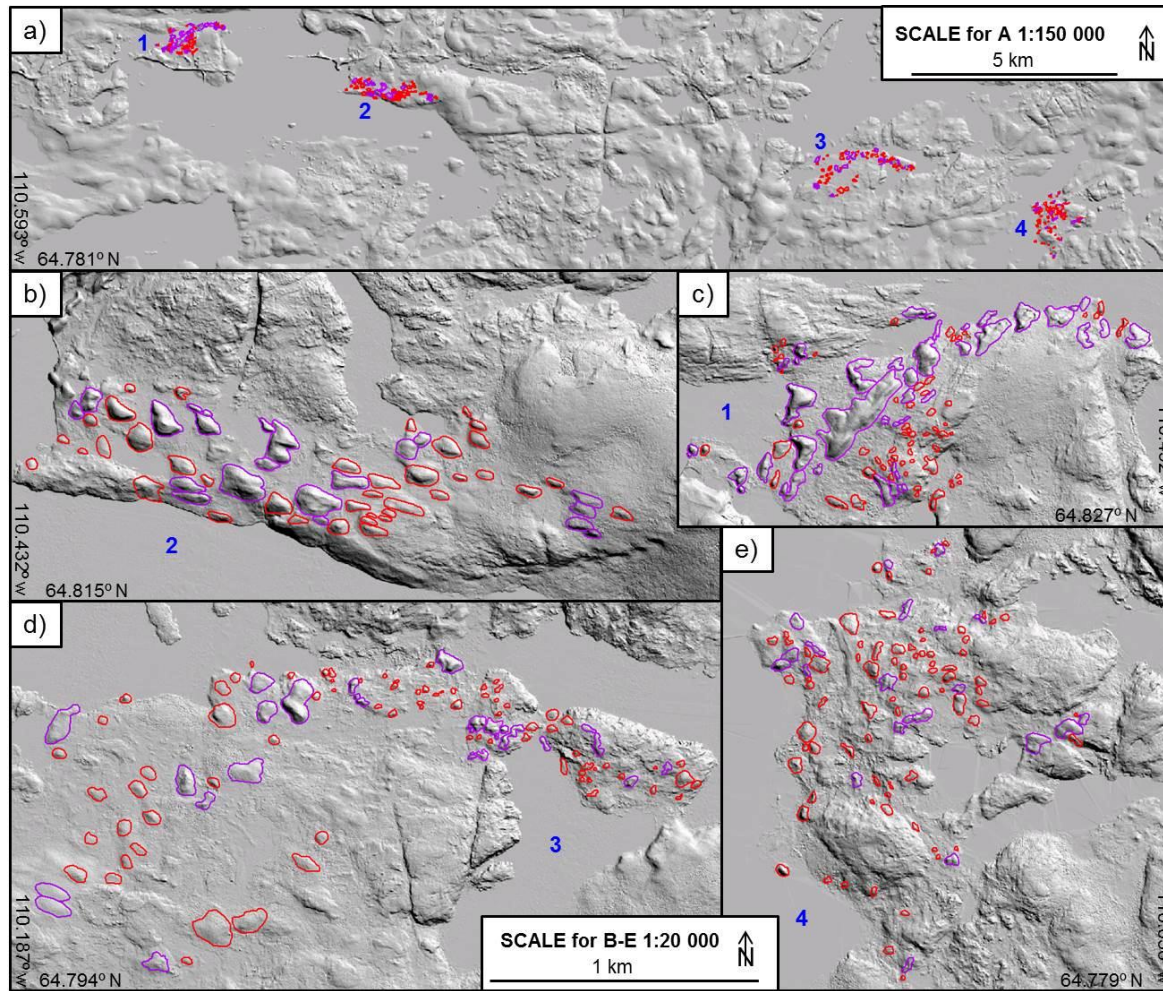 a)
1
2
3
4
SCALE for A 1:150 000
5 km
N
110.593° W
64.781° N
b)
2
110.432° W
64.815° N
c)
1
64.827° N
d)
3
110.187° W
64.794° N
SCALE for B-E 1:20 000
1 km
N
e)
4
64.779° N